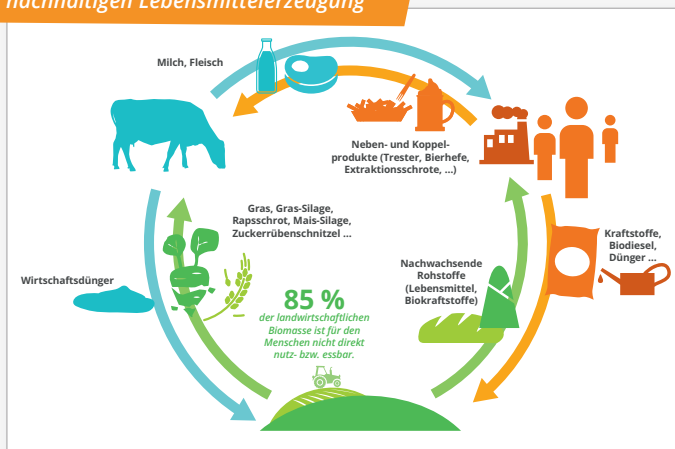 nachhaltigen Lebensmittelerzeugung
Milch, Fleisch
Neben- und Koppel-
produkte (Trester, Bierhefe,
Extraktionsschrote, ...)
Gras, Gras-Silage,
Rapsschrot, Mais-Silage,
Zuckerrübenschnitzel ...
Kraftstoffe,
Biodiesel,
Dünger ...
Nachwachsende
Rohstoffe
(Lebensmittel,
Biokraftstoffe)
Wirtschaftsdünger
85 %
der landwirtschaftlichen
Biomasse ist für den
Menschen nicht direkt
nutz- bzw. essbar.